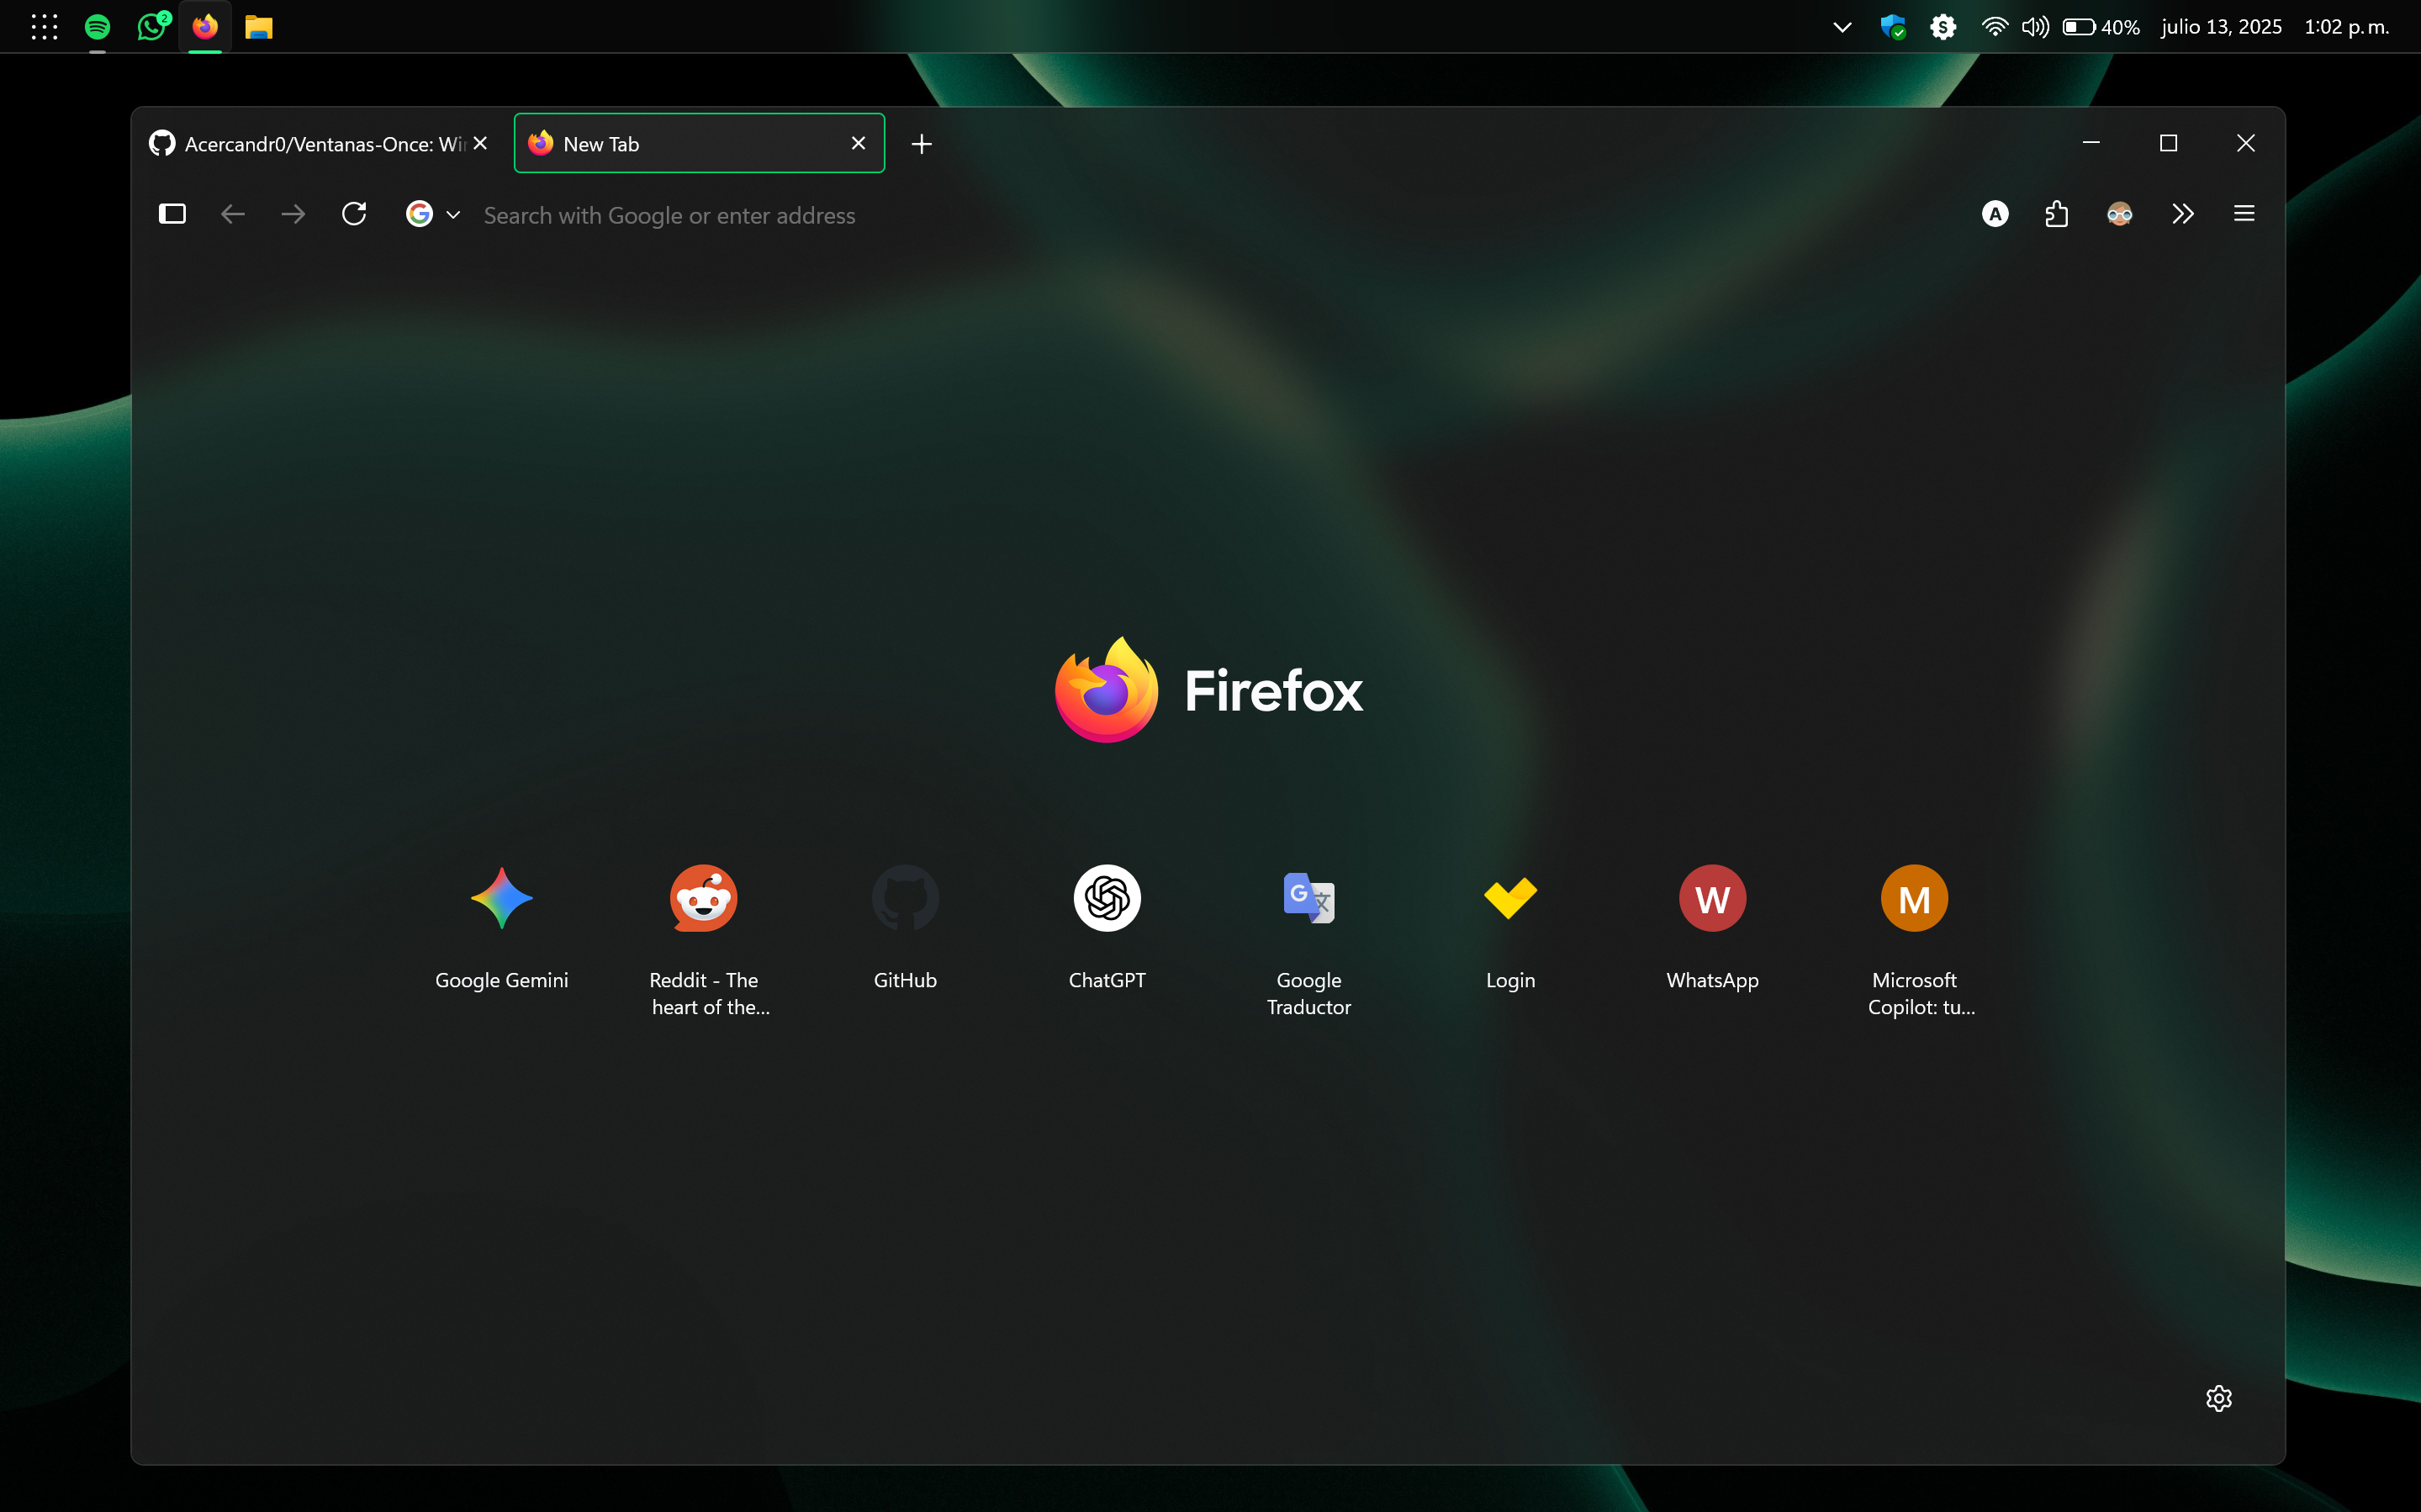 2
40%
julio 13, 2025
1:02 p. m.
Acercandr0/Ventanas-Once: Wi
New Tab
Search with Google or enter address
A
Firefox
Google Gemini
Reddit - The
heart of the...
GitHub
ChatGPT
Google
Traductor
Login
W
WhatsApp
M
Microsoft
Copilot: tu...